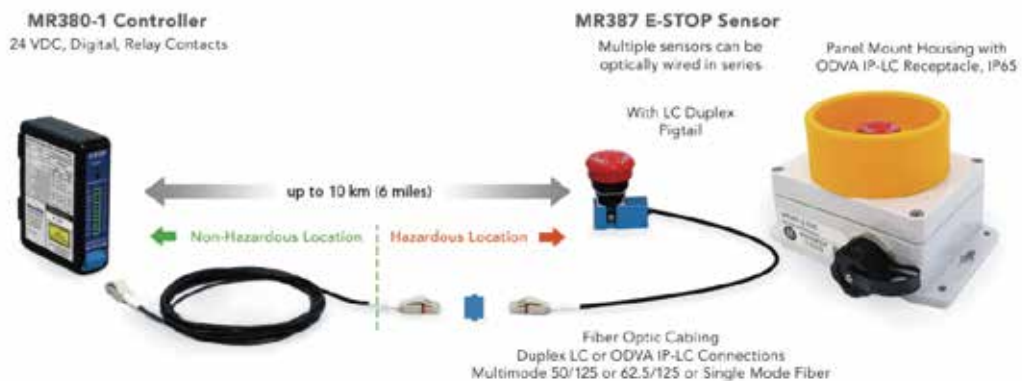 MR380-1 Controller
24 VDC, Digital, Relay Contacts
MR387 E-STOP Sensor
Multiple sensors can be
optically wired in series
Panel Mount Housing with
ODVA IP-LC Receptacle, IP65
With LC Duplex
Pigtail
up to 10 km (6 miles)
Non-Hazardous Location
Hazardous Location
Fiber Optic Cabling
Duplex LC or ODVA IP-LC Connections
Multimode 50/125 or 62.5/125 or Single Mode Fiber